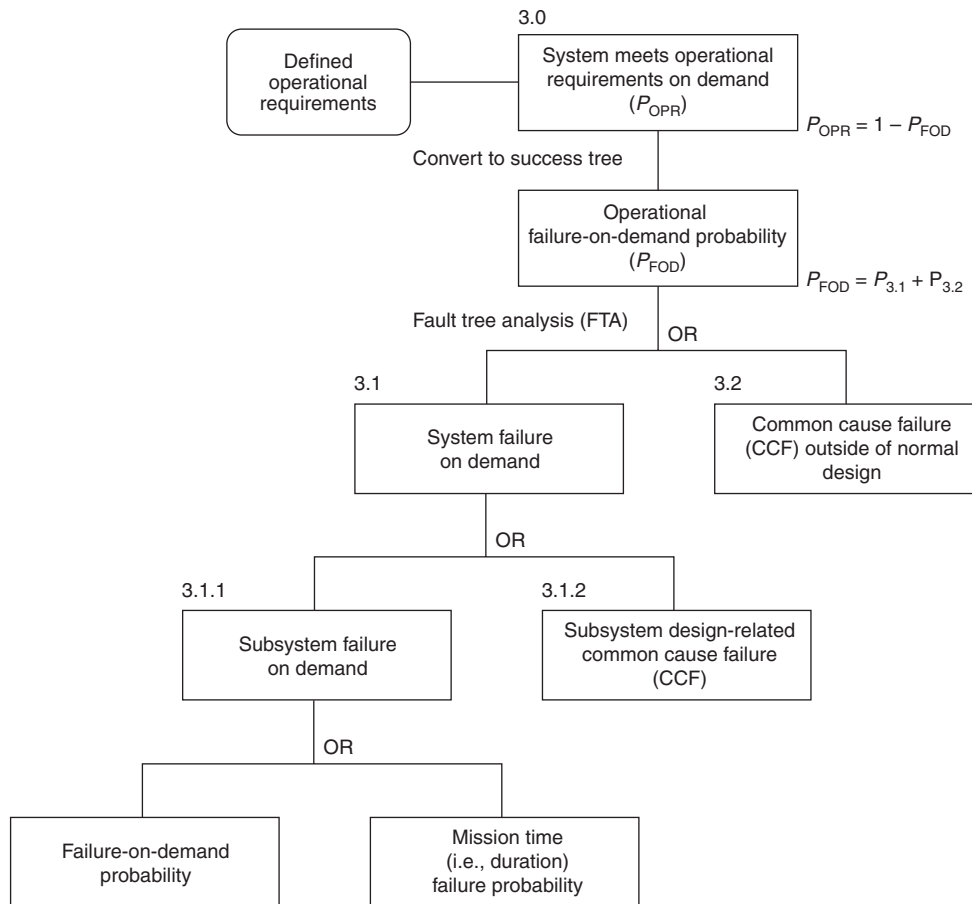 3.0
Defined
operational
requirements
System meets operational
requirements on demand
(P_OPR)
P_OPR = 1 – P_FOD
Convert to success tree
Operational
failure-on-demand probability
(P_FOD)
P_FOD = P_3.1 + P_3.2
Fault tree analysis (FTA)
OR
3.1
3.2
System failure
on demand
Common cause failure
(CCF) outside of normal
design
OR
3.1.1
3.1.2
Subsystem failure
on demand
Subsystem design-related
common cause failure
(CCF)
OR
Failure-on-demand
probability
Mission time
(i.e., duration)
failure probability